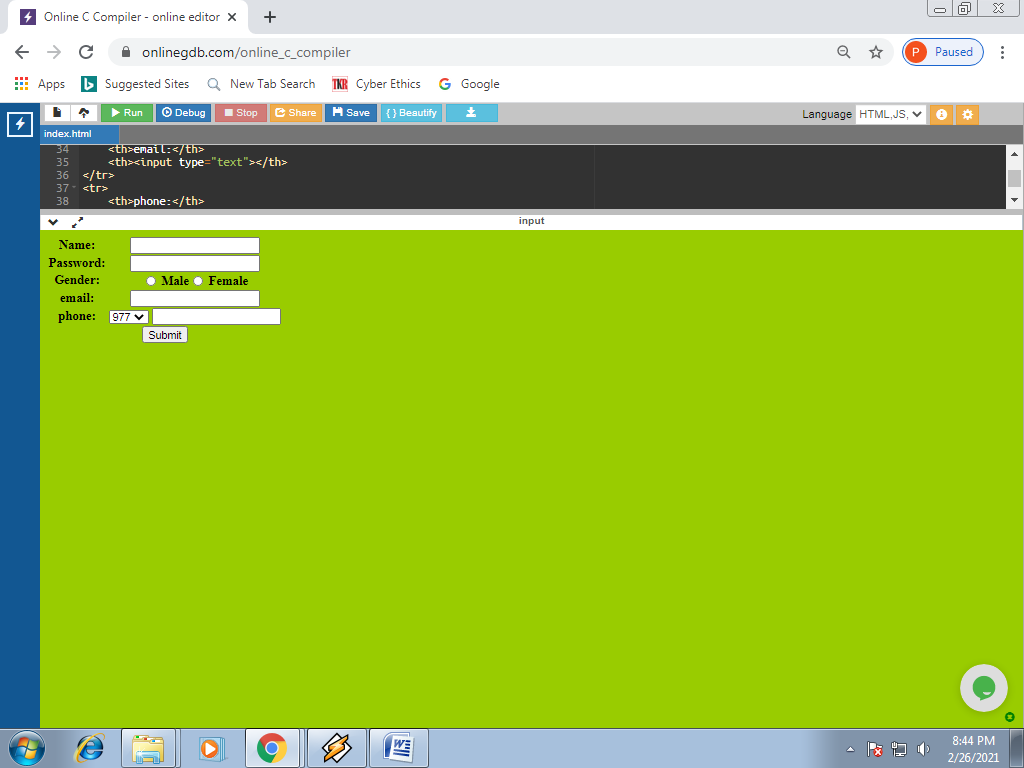 Online C Compiler - online editor
onlinegdb.com/online_c_compiler
P Paused
Apps Suggested Sites New Tab Search TKR Cyber Ethics G Google
Run Debug Stop Share Save { } Beautify Language HTML,JS,
index.html
34 <th>email:</th>
35 <th><input type="text"></th>
36 </tr>
37 <tr>
38 <th>phone:</th>
input
Name:
Password:
Gender: Male Female
email:
phone: 977
Submit
8:44 PM
2/26/2021